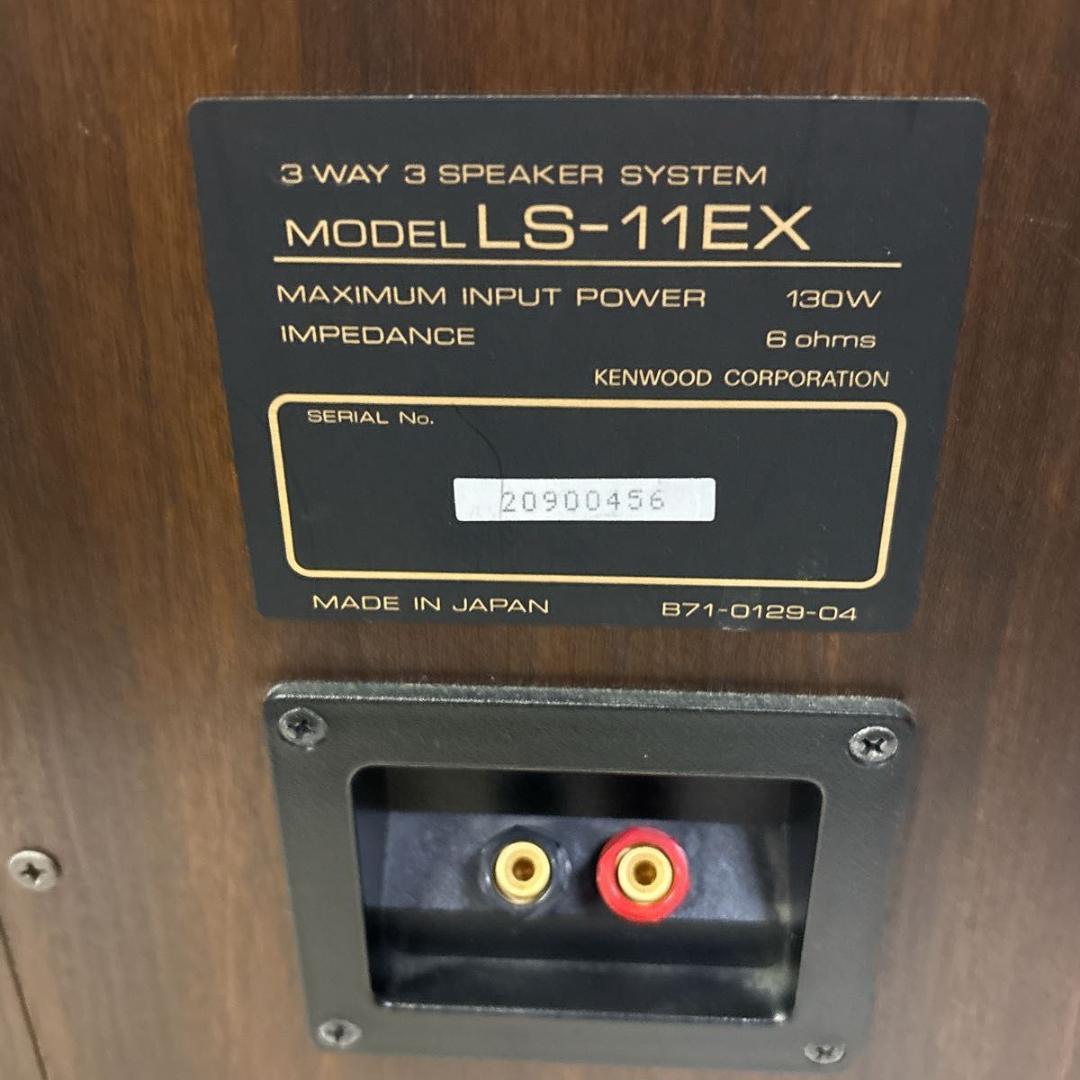 3 WAY 3 SPEAKER SYSTEM
MODEL LS-11EX
MAXIMUM INPUT POWER 130W
IMPEDANCE 6 ohms
KENWOOD CORPORATION
SERIAL No.
20900456
MADE IN JAPAN B71-0129-04